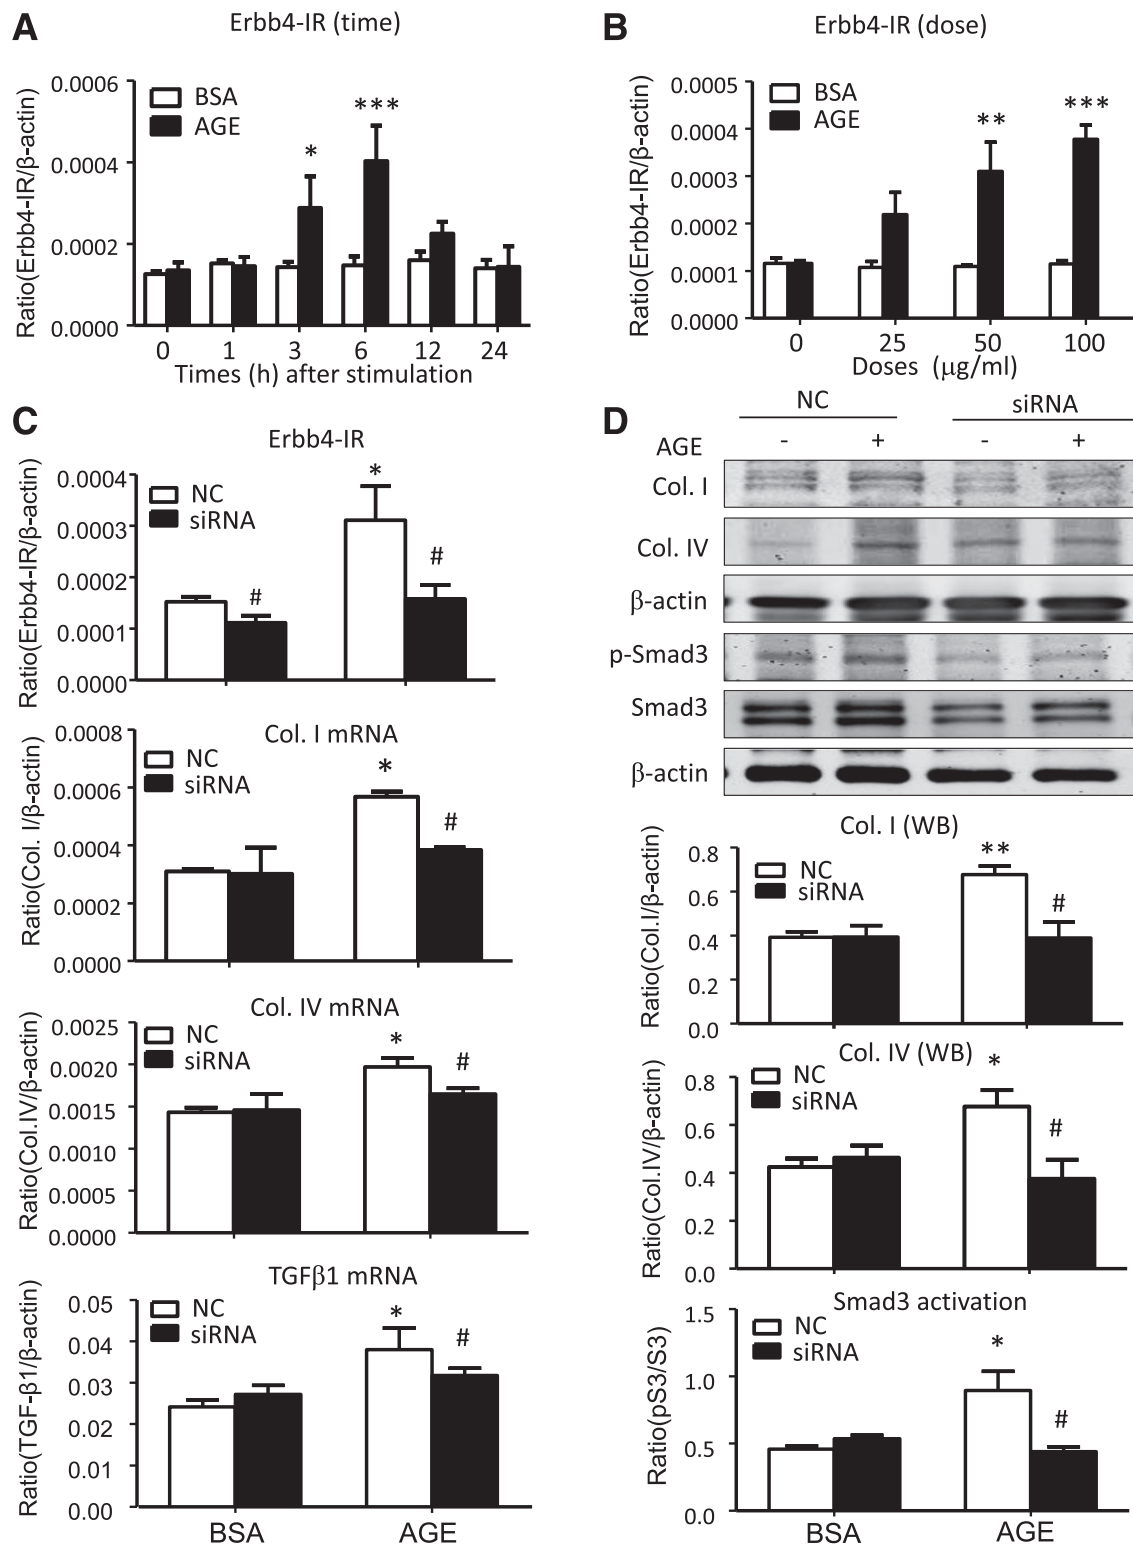 A
Erbb4-IR (time)
Ratio(Erbb4-IR/β-actin)
0.0006
0.0004
0.0002
0.0000
BSA
AGE
*
***
0 1 3 6 12 24
Times (h) after stimulation
B
Erbb4-IR (dose)
Ratio(Erbb4-IR/β-actin)
0.0005
0.0004
0.0003
0.0002
0.0001
0.0000
BSA
AGE
**
***
0 25 50 100
Doses (μg/ml)
C
Erbb4-IR
Ratio(Erbb4-IR/β-actin)
0.0004
0.0003
0.0002
0.0001
0.0000
NC
siRNA
#
*
#
Col. I mRNA
Ratio(Col. I/β-actin)
0.0008
0.0006
0.0004
0.0002
0.0000
NC
siRNA
*
#
Col. IV mRNA
Ratio(Col.IV/β-actin)
0.0025
0.0020
0.0015
0.0010
0.0005
0.0000
NC
siRNA
*
#
TGFβ1 mRNA
Ratio(TGF-β1/β-actin)
0.05
0.04
0.03
0.02
0.01
0.00
NC
siRNA
*
#
BSA AGE
D
NC siRNA
AGE - + - +
Col. I
Col. IV
β-actin
p-Smad3
Smad3
β-actin
Col. I (WB)
Ratio(Col.I/β-actin)
0.8
0.6
0.4
0.2
0.0
NC
siRNA
**
#
Col. IV (WB)
Ratio(Col.IV/β-actin)
0.8
0.6
0.4
0.2
0.0
NC
siRNA
*
#
Smad3 activation
Ratio(pS3/S3)
1.5
1.0
0.5
0.0
NC
siRNA
*
#
BSA AGE